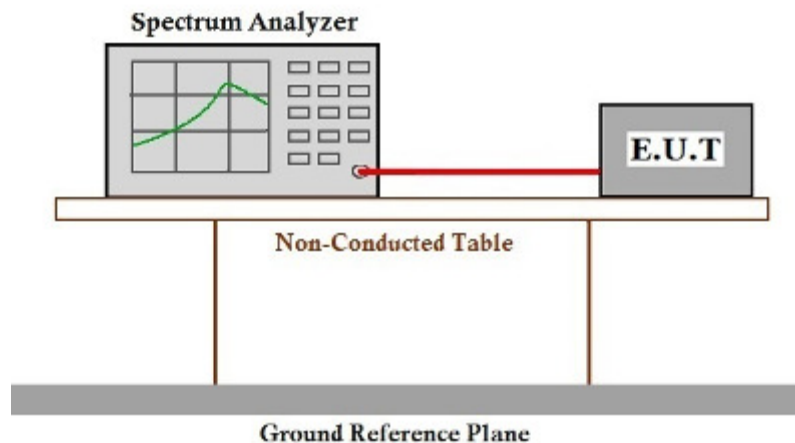 Spectrum Analyzer
E.U.T
Non-Conducted Table
Ground Reference Plane